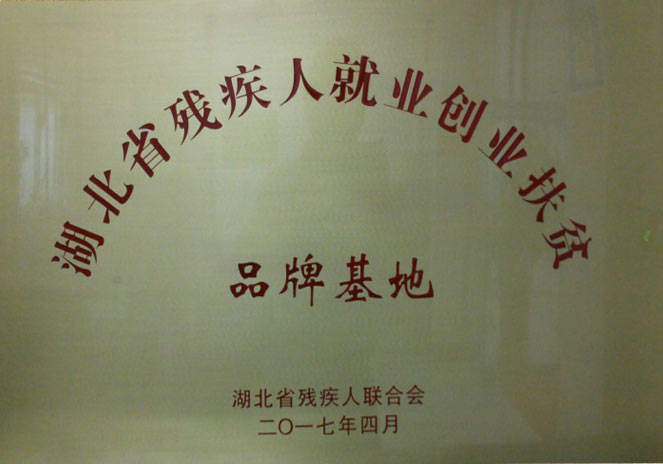 湖北省残疾人就业创业扶贫
品牌基地
湖北省残疾人联合会
二〇一七年四月